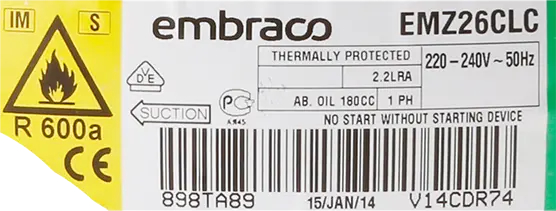 IM S
embraco EMZ26CLC
THERMALLY PROTECTED
220-240V~50Hz
2.2LRA
VDE
AB. OIL 180CC 1 PH
SUCTION
NO START WITHOUT STARTING DEVICE
R 600a
CE
898TA89 15/JAN/14 V14CDR74